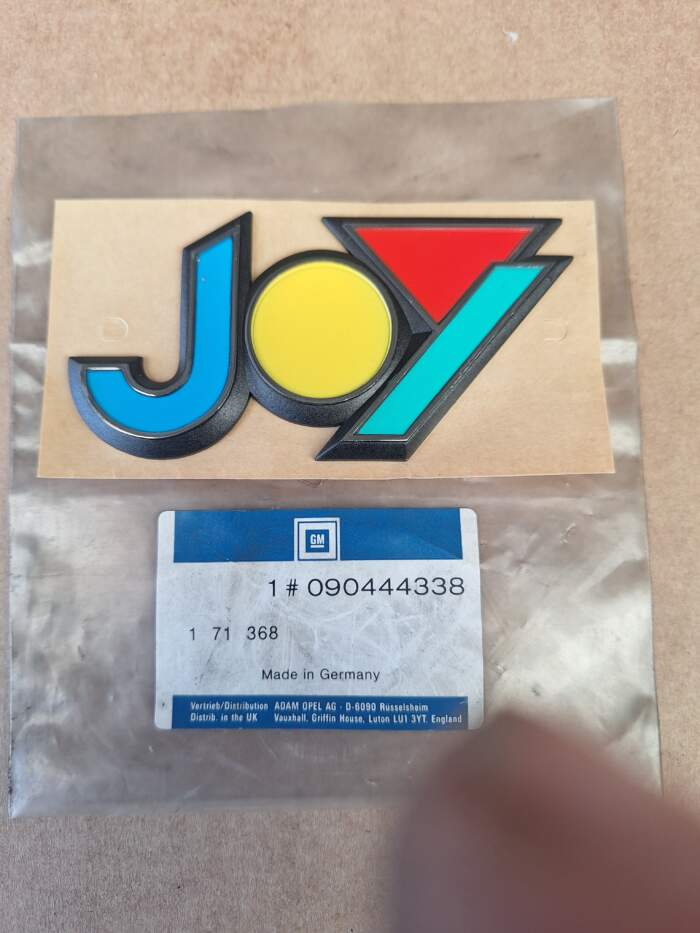 JOY
GM
1 # 090444338
1 71 368
Made in Germany
Vertrieb/Distribution ADAM OPEL AG - D-6090 Rüsselsheim
Distrib. in the UK Vauxhall, Griffin House, Luton LU1 3YT, England